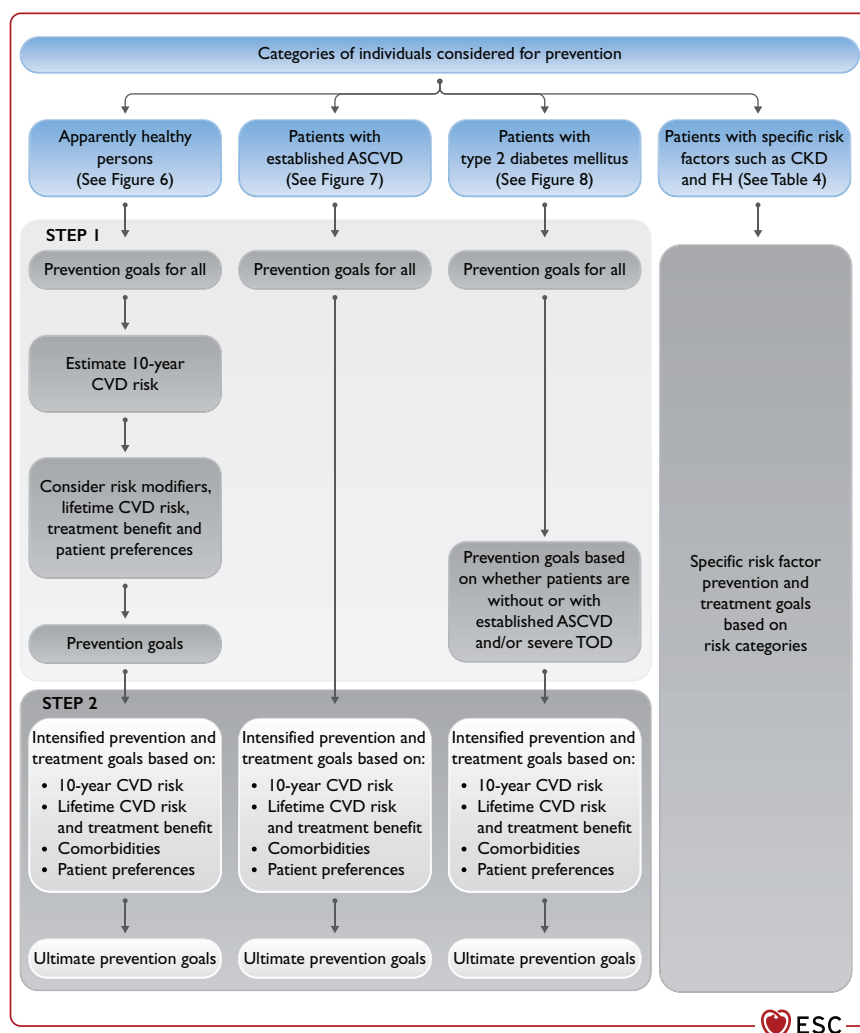 Categories of individuals considered for prevention
Apparently healthy
persons
(See Figure 6)
Patients with
established ASCVD
(See Figure 7)
Patients with
type 2 diabetes mellitus
(See Figure 8)
Patients with specific risk
factors such as CKD
and FH (See Table 4)
STEP 1
Prevention goals for all
Estimate 10-year
CVD risk
Consider risk modifiers,
lifetime CVD risk,
treatment benefit and
patient preferences
Prevention goals
Prevention goals for all
Prevention goals for all
Prevention goals based
on whether patients are
without or with
established ASCVD
and/or severe TOD
Specific risk factor
prevention and
treatment goals
based on
risk categories
STEP 2
Intensified prevention and
treatment goals based on:
• 10-year CVD risk
• Lifetime CVD risk
and treatment benefit
• Comorbidities
• Patient preferences
Ultimate prevention goals
Intensified prevention and
treatment goals based on:
• 10-year CVD risk
• Lifetime CVD risk
and treatment benefit
• Comorbidities
• Patient preferences
Ultimate prevention goals
Intensified prevention and
treatment goals based on:
• 10-year CVD risk
• Lifetime CVD risk
and treatment benefit
• Comorbidities
• Patient preferences
Ultimate prevention goals
ESC